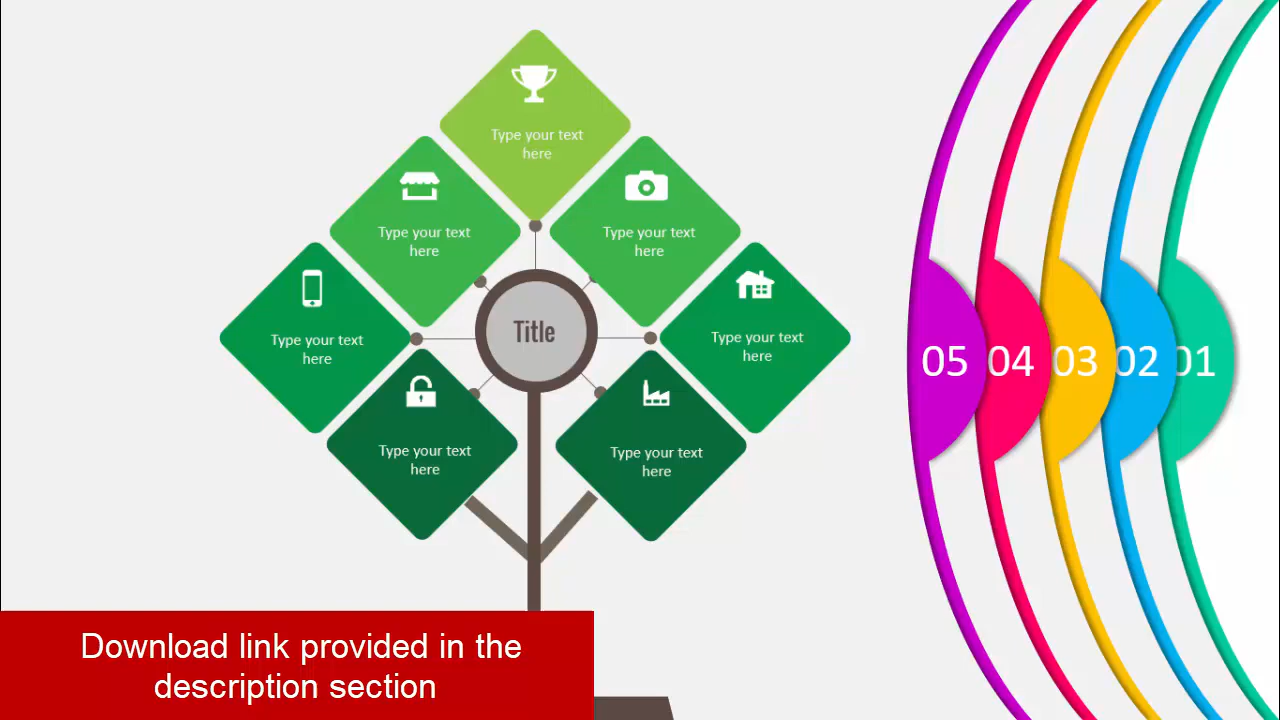 Type your text
here
Type your text
here
Type your text
here
Type your text
here
Title
Type your text
here
Type your text
here
Type your text
here
05
04
03
02
01
Download link provided in the
description section